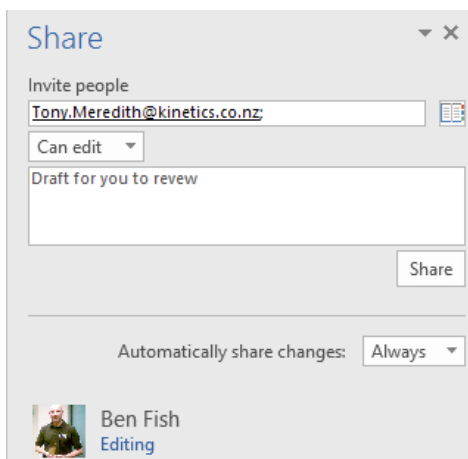 Share
Invite people
Tony.Meredith@kinetics.co.nz;
Can edit
Draft for you to revew
Share
Automatically share changes: Always
Ben Fish
Editing